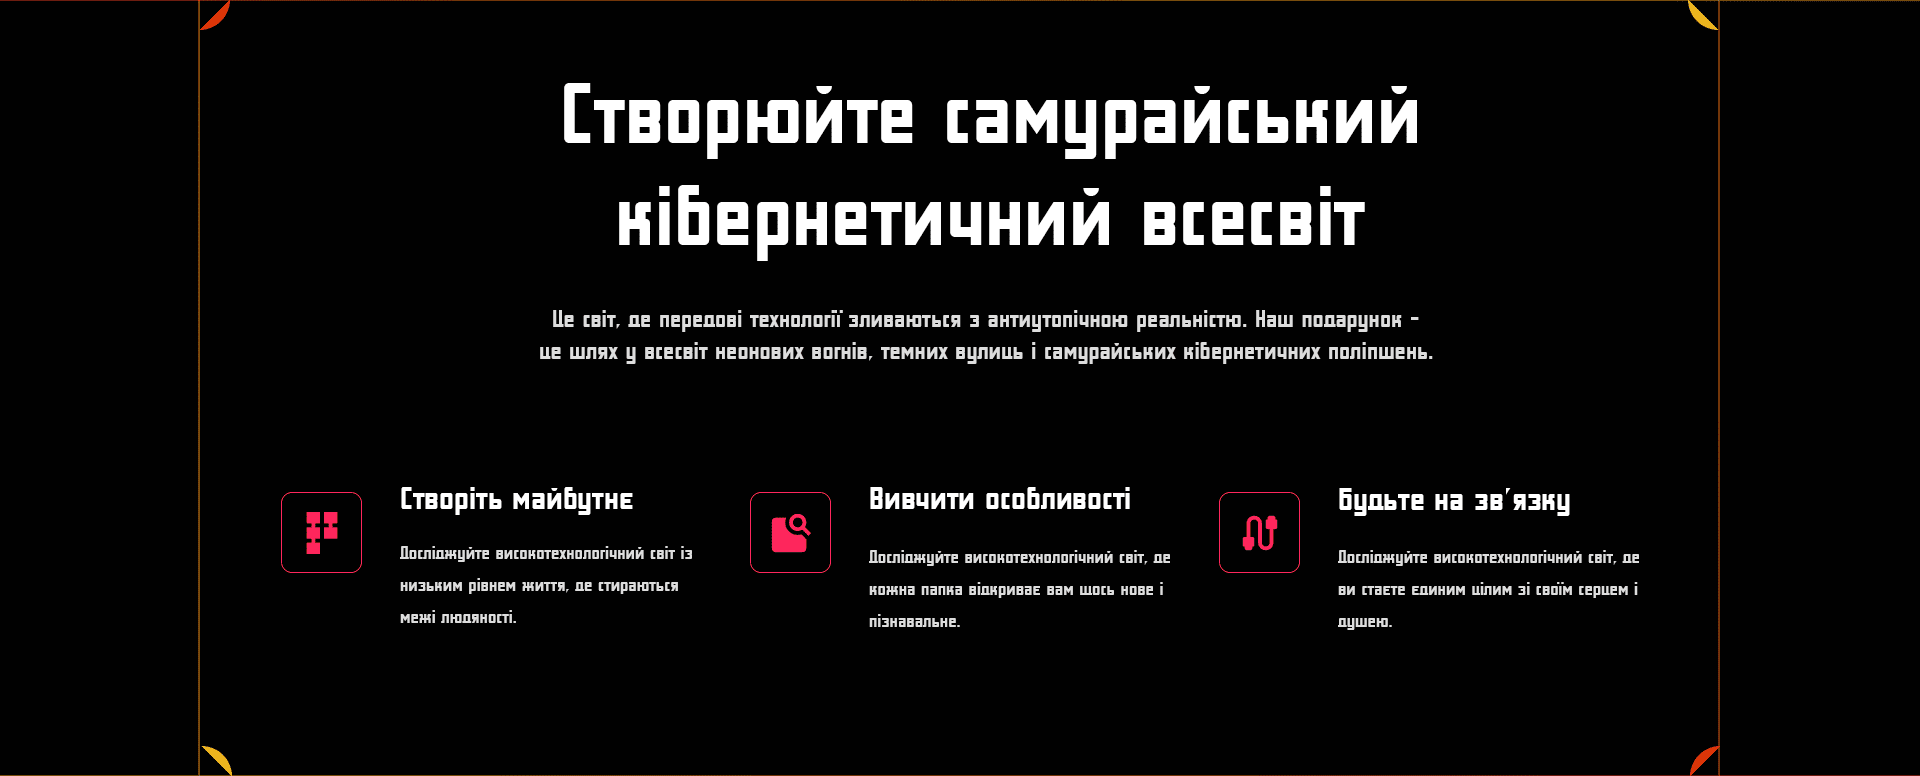 Створюйте самурайський
кібернетичний всесвіт
Це світ, де передові технології зливаються з антиутопічною реальністю. Наш подарунок -
це шлях у всесвіт неонових вогнів, темних вулиць і самурайських кібернетичних поліпшень.
Створіть майбутнє
Досліджуйте високотехнологічний світ із
низьким рівнем життя, де стираються
межі людяності.
Вивчити особливості
Досліджуйте високотехнологічний світ, де
кожна папка відкриває вам щось нове і
пізнавальне.
Будьте на зв'язку
Досліджуйте високотехнологічний світ, де
ви стаєте єдиним цілим зі своїм серцем і
душею.